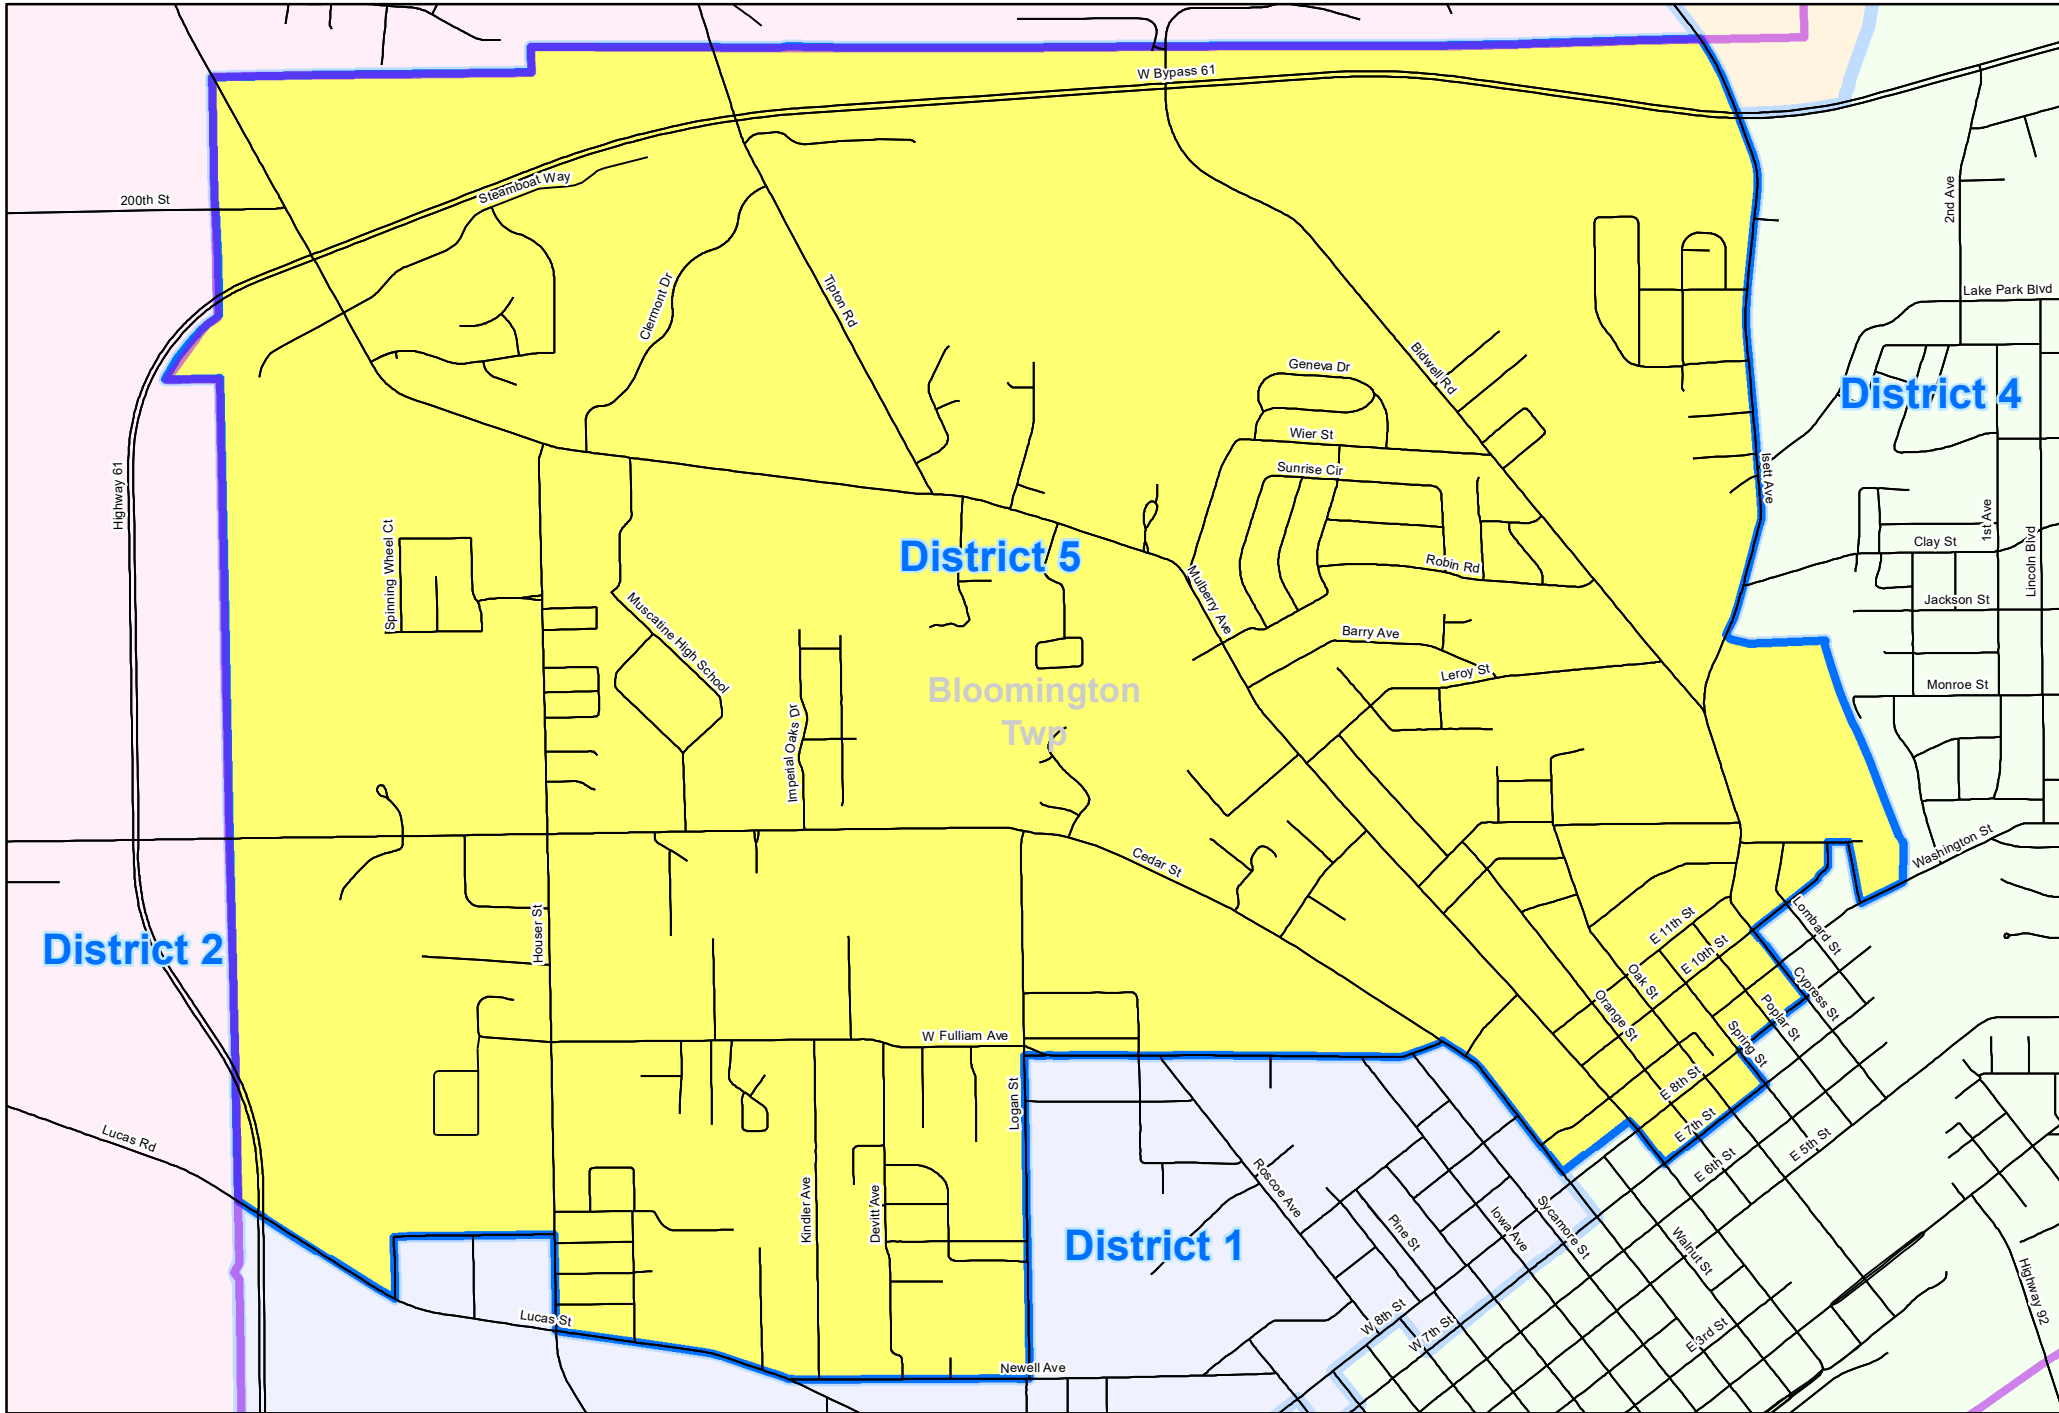 W Bypass 61
200th St
Steamboat Way
2nd Ave
Clermont Dr
Tipton Rd
Lake Park Blvd
Geneva Dr
Bidwell Rd
District 4
Wier St
Sunrise Cir
Isett Ave
Highway 61
Spinning Wheel Ct
District 5
1st Ave
Clay St
Lincoln Blvd
Robin Rd
Mulberry Ave
Jackson St
Muscatine High School
Barry Ave
Leroy St
Monroe St
Bloomington
Twp
Imperial Oaks Dr
Cedar St
Washington St
Houser St
District 2
Lombard St
E 11th St
E 10th St
Oak St
Cypress St
Orange St
Poplar St
Spring St
W Fulliam Ave
Logan St
E 8th St
E 7th St
Lucas Rd
E 5th St
E 6th St
Roscoe Ave
Kindler Ave
Devitt Ave
District 1
Pine St
Iowa Ave
Sycamore St
Walnut St
Highway 92
Lucas St
W 8th St
W 7th St
E 3rd St
Newell Ave